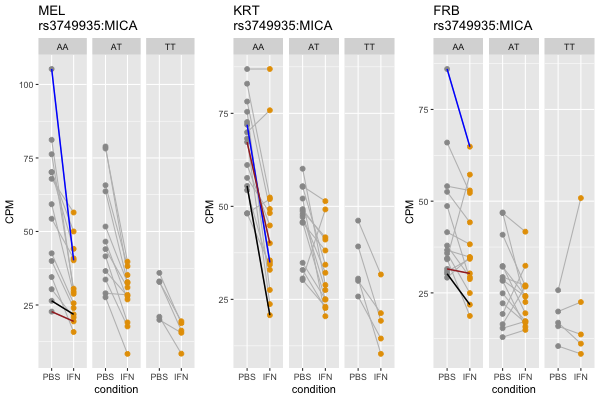 MEL
rs3749935:MICA
AA AT TT
CPM
100
75
50
25
PBS IFN PBS IFN PBS IFN
condition
KRT
rs3749935:MICA
AA AT TT
CPM
75
50
25
PBS IFN PBS IFN PBS IFN
condition
FRB
rs3749935:MICA
AA AT TT
CPM
75
50
25
PBS IFN PBS IFN PBS IFN
condition